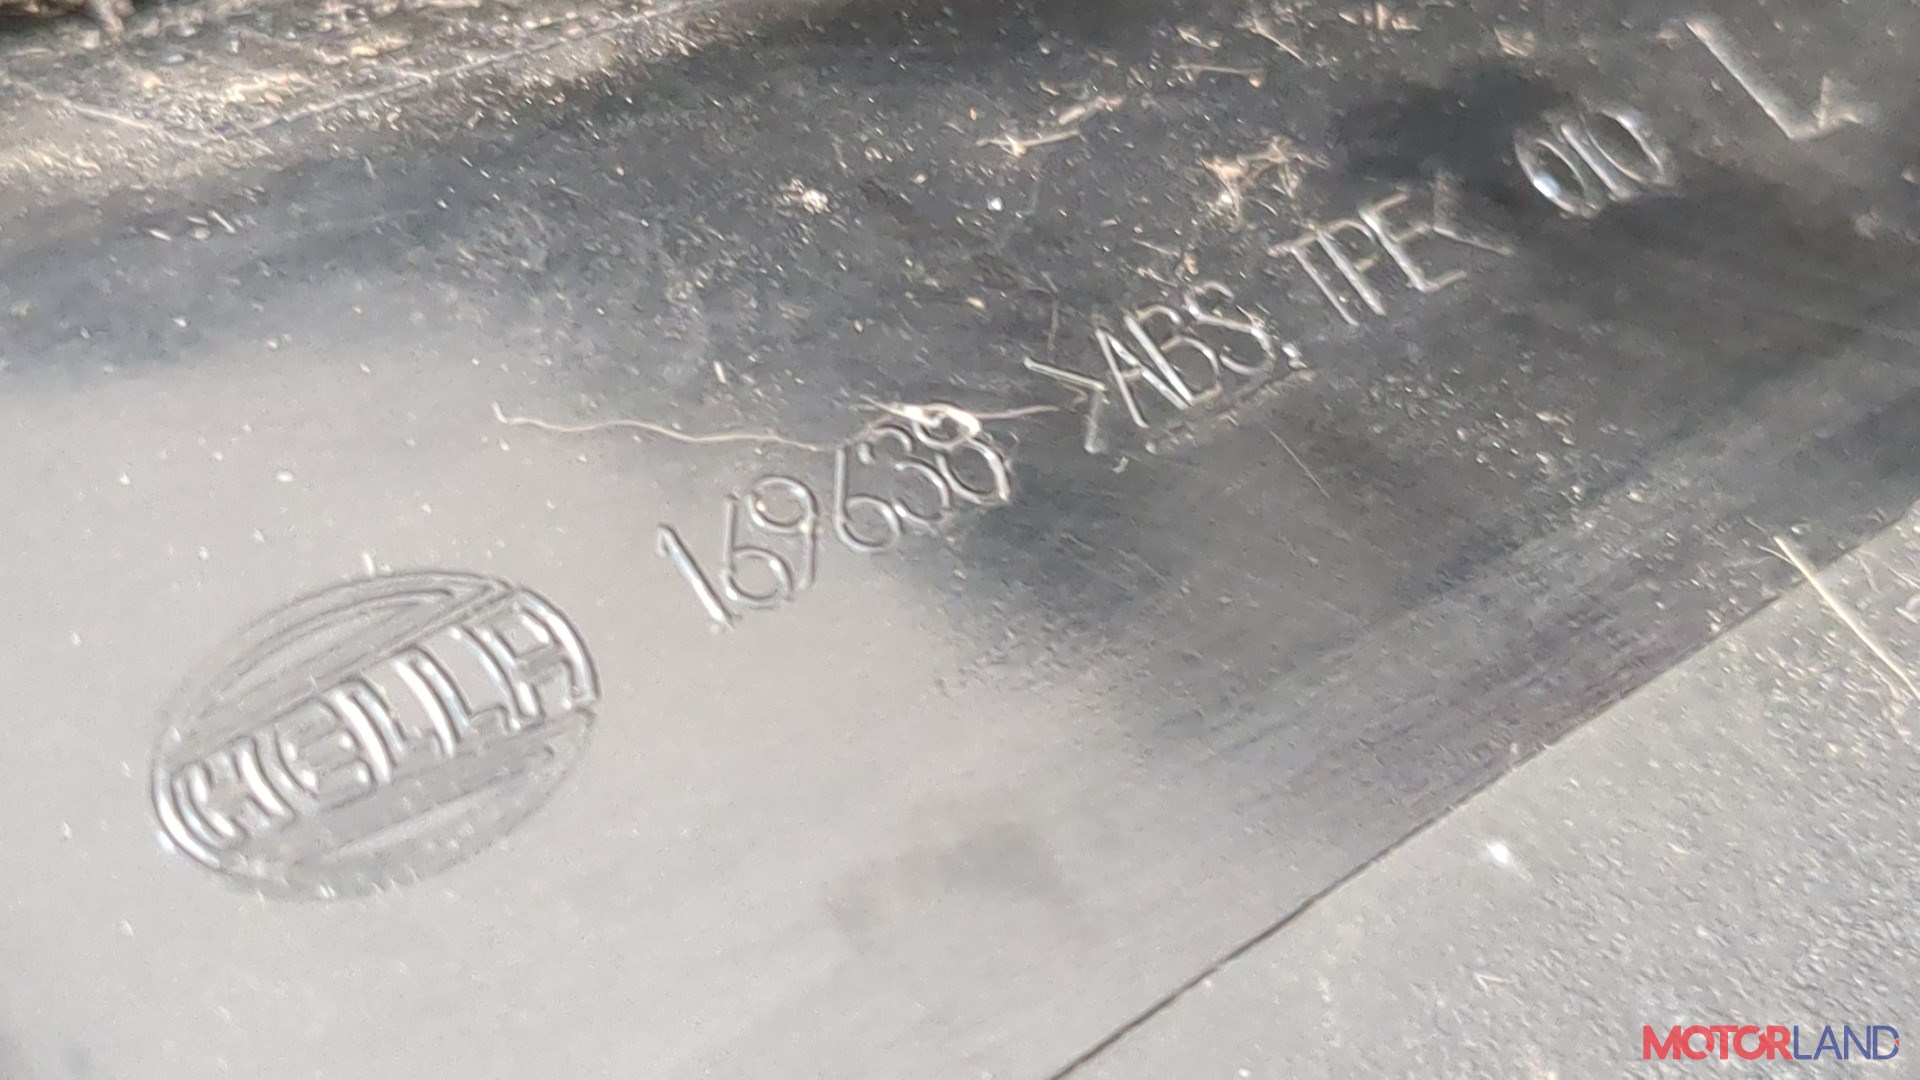 HELLA 169638 >ABS, TPE< 010 L
MOTORLAND